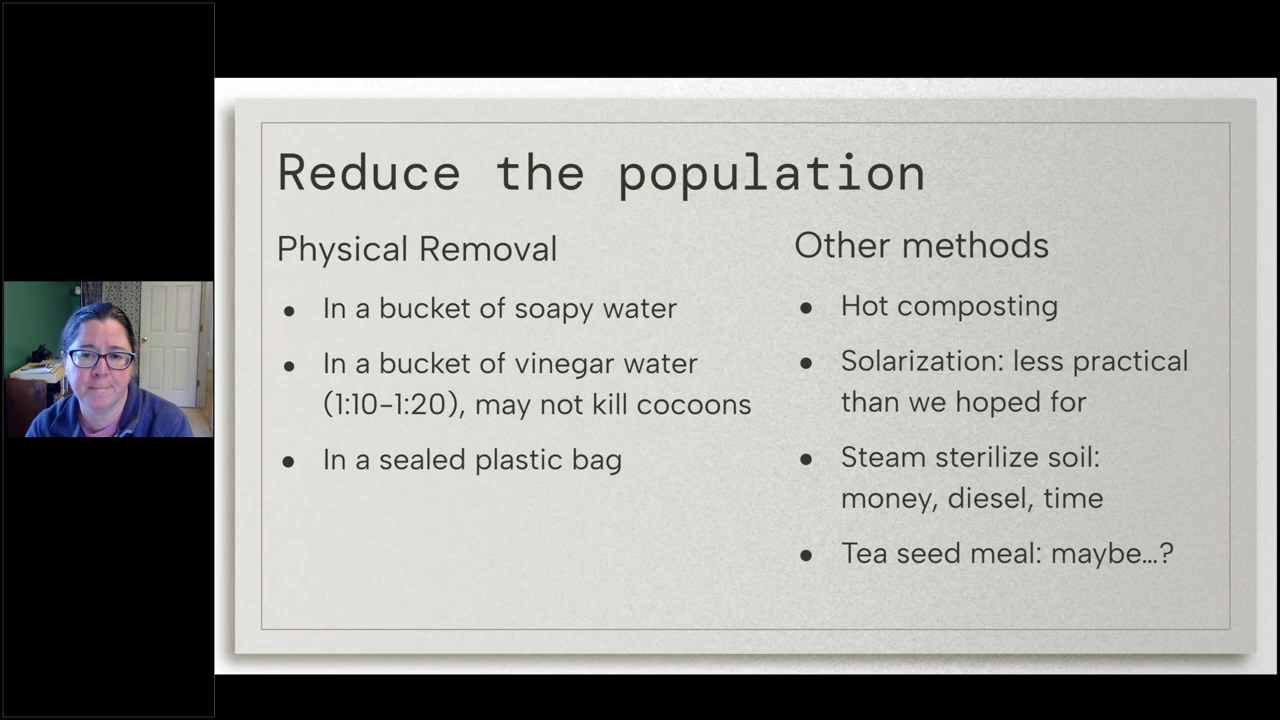 Reduce the population
Physical Removal
● In a bucket of soapy water
● In a bucket of vinegar water
(1:10-1:20), may not kill cocoons
● In a sealed plastic bag
Other methods
● Hot composting
● Solarization: less practical
than we hoped for
● Steam sterilize soil:
money, diesel, time
● Tea seed meal: maybe...?